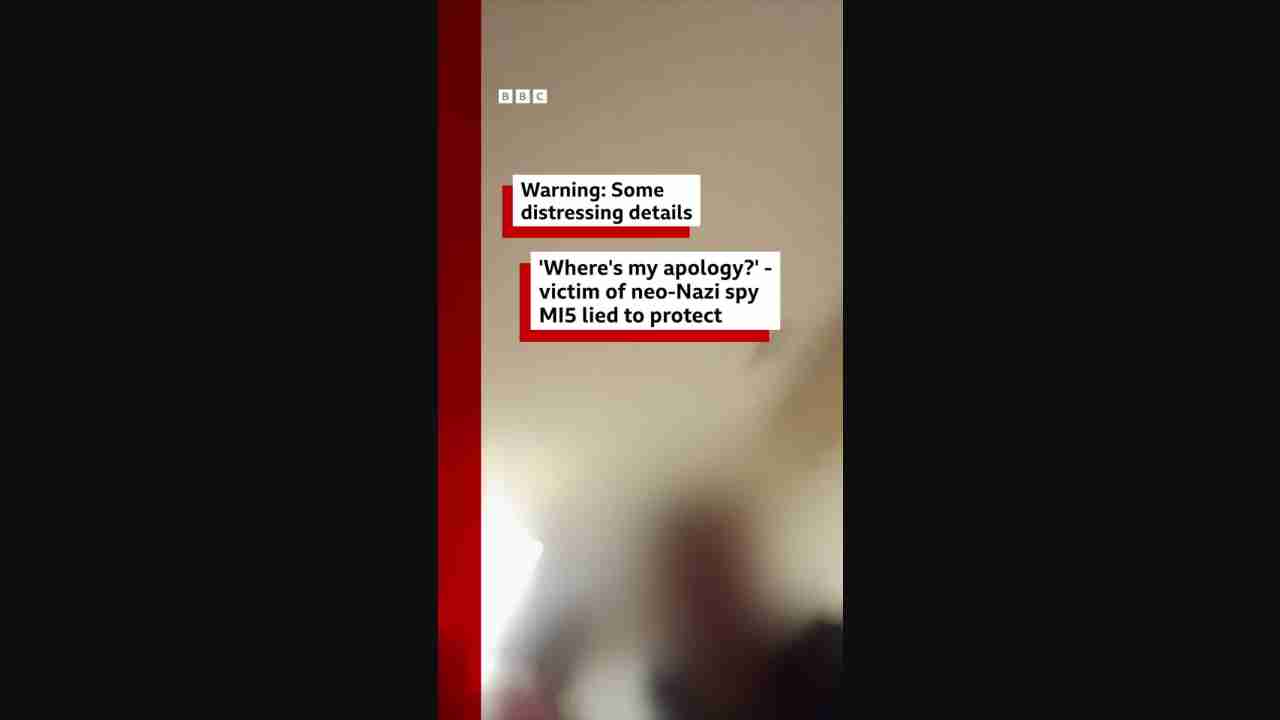 BBC
Warning: Some
distressing details
'Where's my apology?' -
victim of neo-Nazi spy
MI5 lied to protect